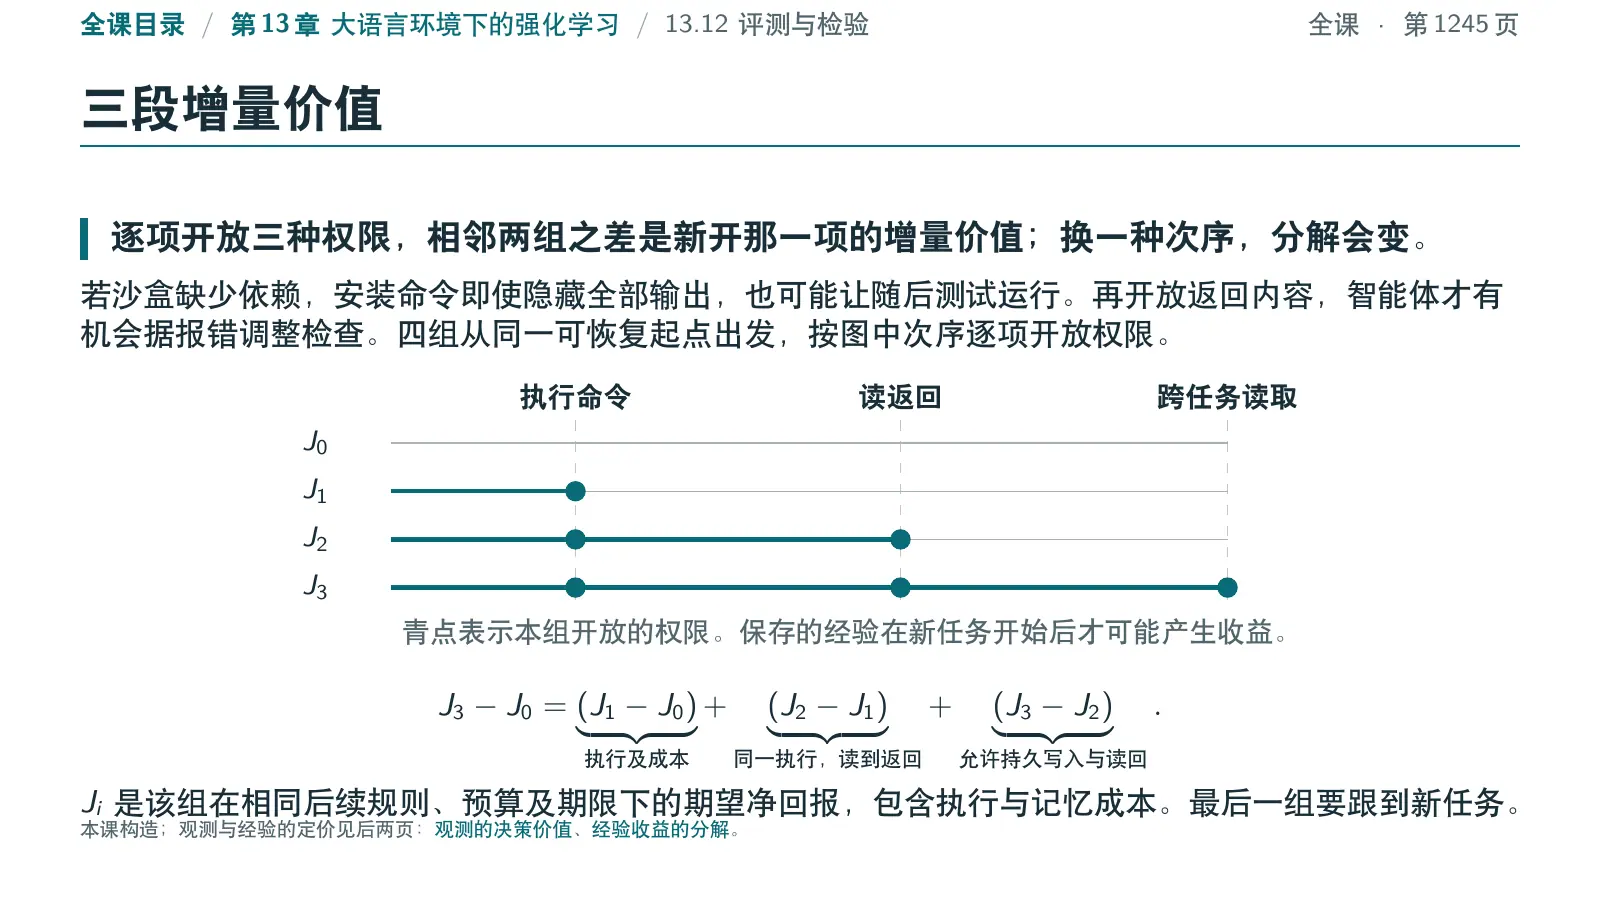 全课目录 / 第 13 章 大语言环境下的强化学习 / 13.12 评测与检验
全课 · 第 1245 页
三段增量价值
逐项开放三种权限，相邻两组之差是新开那一项的增量价值；换一种次序，分解会变。
若沙盒缺少依赖，安装命令即使隐藏全部输出，也可能让随后测试运行。再开放返回内容，智能体才有
机会据报错调整检查。四组从同一可恢复起点出发，按图中次序逐项开放权限。
执行命令 读返回 跨任务读取
J₀
J₁
J₂
J₃
青点表示本组开放的权限。保存的经验在新任务开始后才可能产生收益。
J₃ − J₀ = (J₁ − J₀) + (J₂ − J₁) + (J₃ − J₂) .
执行及成本 同一执行，读到返回 允许持久写入与读回
Jᵢ 是该组在相同后续规则、预算及期限下的期望净回报，包含执行与记忆成本。最后一组要跟到新任务。
本课构造；观测与经验的定价见后两页：观测的决策价值、经验收益的分解。